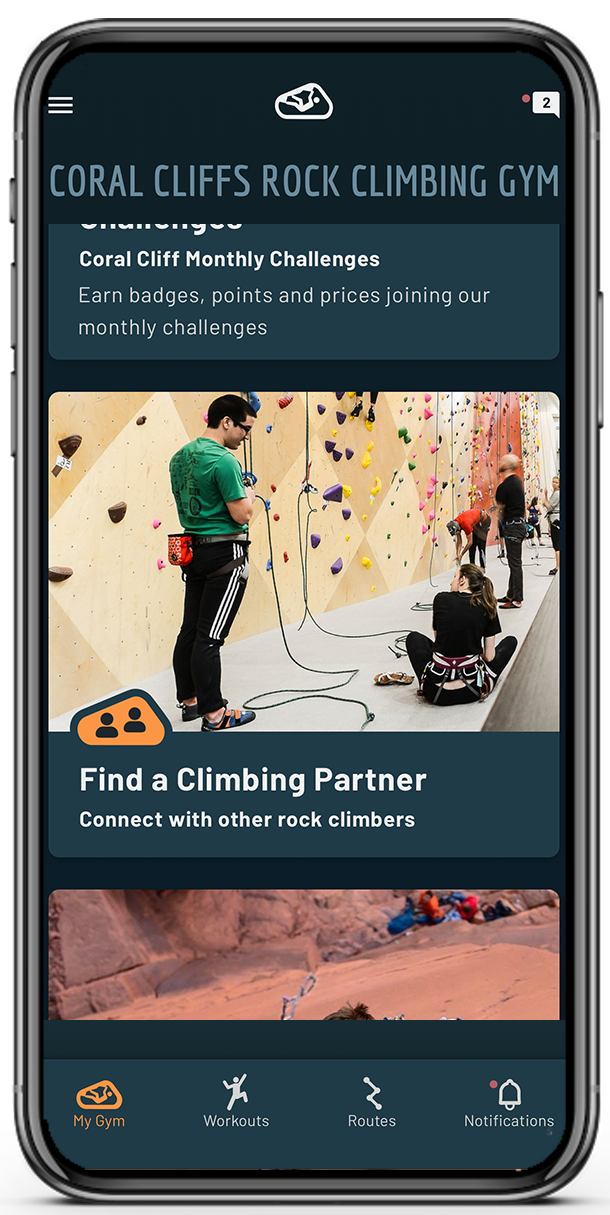 2
CORAL CLIFFS ROCK CLIMBING GYM
Challenges
Coral Cliff Monthly Challenges
Earn badges, points and prices joining our
monthly challenges
Find a Climbing Partner
Connect with other rock climbers
My Gym
Workouts
Routes
Notifications